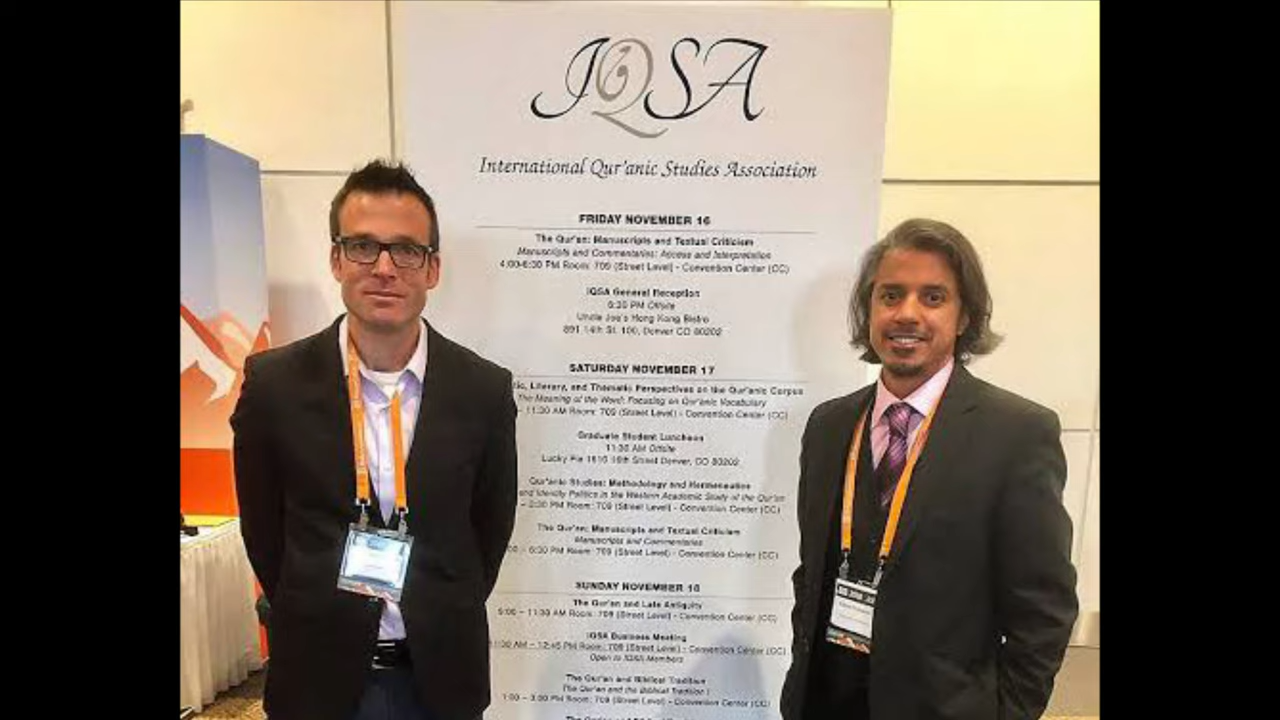 IQSA
International Qur'anic Studies Association
FRIDAY NOVEMBER 16
The Qur'an: Manuscripts and Textual Criticism
Manuscripts and Commentaries: Access and Interpretation
4:00-6:30 PM Room: 709 (Street Level) - Convention Center (CC)
IQSA General Reception
6:30 PM Offsite
Uncle Joe's Hong Kong Bistro
891 14th St. 100, Denver CO 80202
SATURDAY NOVEMBER 17
Literary, and Thematic Perspectives on the Qur'anic Corpus
The Meaning of the Word: Focusing on Qur'anic Vocabulary
- 11:30 AM Room: 709 (Street Level) - Convention Center (CC)
Graduate Student Luncheon
11:30 AM Offsite
Lucky Pie 1610 16th Street Denver, CO 80202
Qur'anic Studies: Methodology and Hermeneutics
and Identity Politics in the Western Academic Study of the Qur'an
- 2:30 PM Room: 709 (Street Level) - Convention Center (CC)
The Qur'an: Manuscripts and Textual Criticism
Manuscripts and Commentaries
- 6:30 PM Room: 709 (Street Level) - Convention Center (CC)
SUNDAY NOVEMBER 18
The Qur'an and Late Antiquity
9:00 - 11:30 AM Room: 709 (Street Level) - Convention Center (CC)
IQSA Business Meeting
11:30 AM - 12:45 PM Room: 709 (Street Level) - Convention Center (CC)
Open to IQSA Members
The Qur'an and Biblical Tradition
The Qur'an and the Biblical Tradition I
1:00 - 3:00 PM Room: 709 (Street Level) - Convention Center (CC)